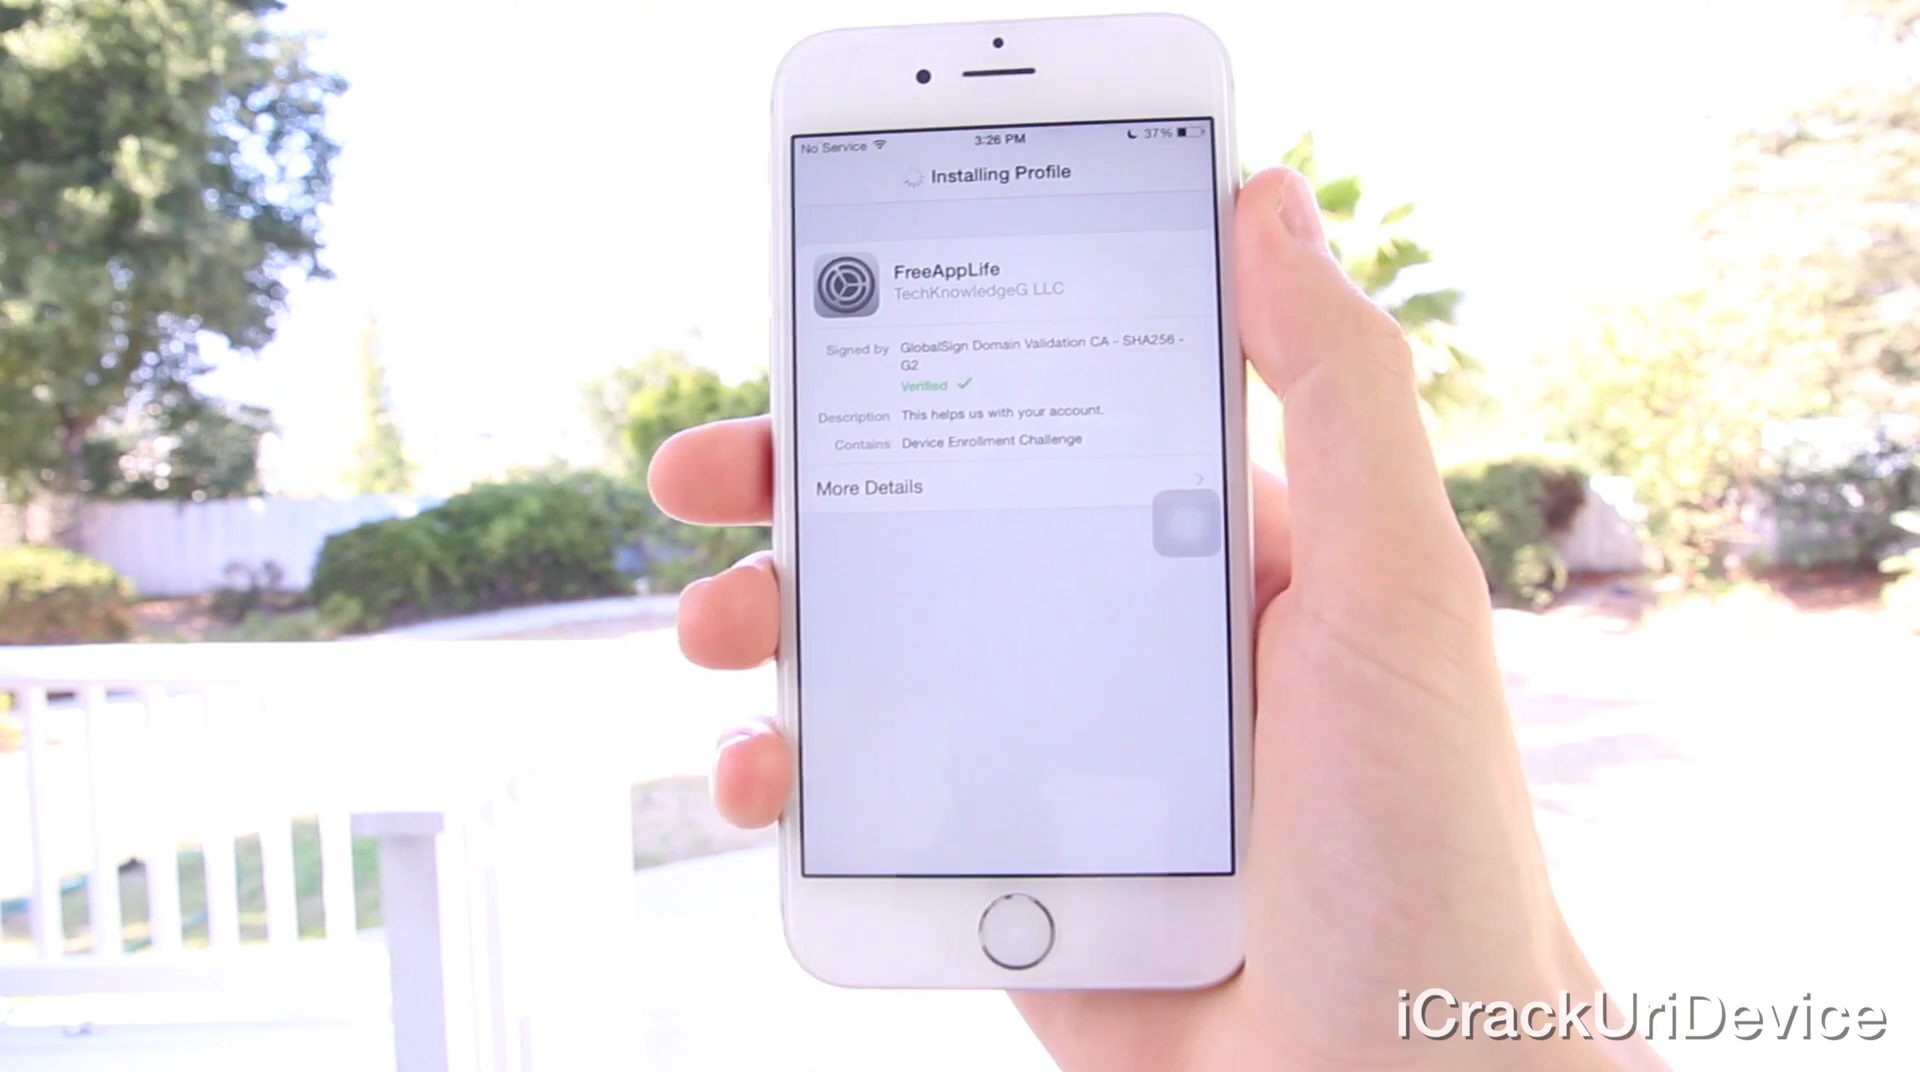 No Service 3:26 PM 37%
Installing Profile
FreeAppLife
TechKnowledgeG LLC
Signed by GlobalSign Domain Validation CA - SHA256 -
G2
Verified ✓
Description This helps us with your account.
Contains Device Enrollment Challenge
More Details
iCrackUriDevice